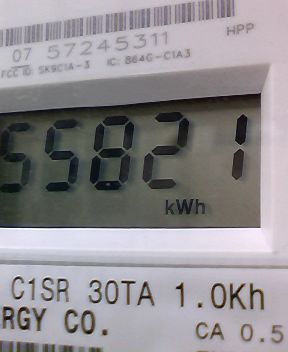 HPP
07 57245311
FCC ID: SK9C1A-3 IC: 864G-C1A3
55821
kWh
C1SR 30TA 1.0Kh
RGY CO. CA 0.5